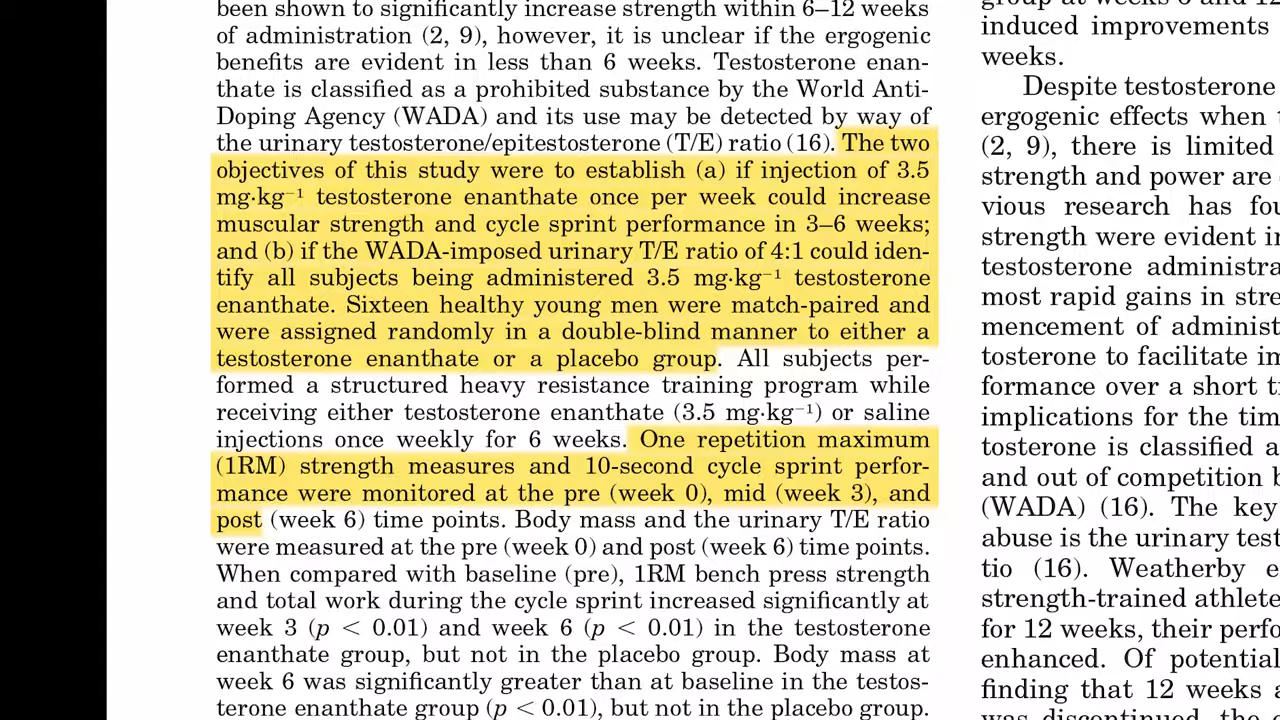 been shown to significantly increase strength within 6–12 weeks
of administration (2, 9), however, it is unclear if the ergogenic
benefits are evident in less than 6 weeks. Testosterone enan-
thate is classified as a prohibited substance by the World Anti-
Doping Agency (WADA) and its use may be detected by way of
the urinary testosterone/epitestosterone (T/E) ratio (16). The two
objectives of this study were to establish (a) if injection of 3.5
mg·kg⁻¹ testosterone enanthate once per week could increase
muscular strength and cycle sprint performance in 3–6 weeks;
and (b) if the WADA-imposed urinary T/E ratio of 4:1 could iden-
tify all subjects being administered 3.5 mg·kg⁻¹ testosterone
enanthate. Sixteen healthy young men were match-paired and
were assigned randomly in a double-blind manner to either a
testosterone enanthate or a placebo group. All subjects per-
formed a structured heavy resistance training program while
receiving either testosterone enanthate (3.5 mg·kg⁻¹) or saline
injections once weekly for 6 weeks. One repetition maximum
(1RM) strength measures and 10-second cycle sprint perfor-
mance were monitored at the pre (week 0), mid (week 3), and
post (week 6) time points. Body mass and the urinary T/E ratio
were measured at the pre (week 0) and post (week 6) time points.
When compared with baseline (pre), 1RM bench press strength
and total work during the cycle sprint increased significantly at
week 3 (p < 0.01) and week 6 (p < 0.01) in the testosterone
enanthate group, but not in the placebo group. Body mass at
week 6 was significantly greater than at baseline in the testos-
terone enanthate group (p < 0.01), but not in the placebo group.
induced improvements
weeks.
Despite testosterone
ergogenic effects when
(2, 9), there is limited
strength and power are
vious research has
strength were evident
testosterone
most rapid gains in
mencement of
tosterone to facilitate
formance over a short
implications for the
tosterone is classified
and out of competition
(WADA) (16). The key
abuse is the urinary
tio (16). Weatherby
strength-trained
for 12 weeks, their
enhanced. Of potential
finding that 12 weeks
was discontinued, the